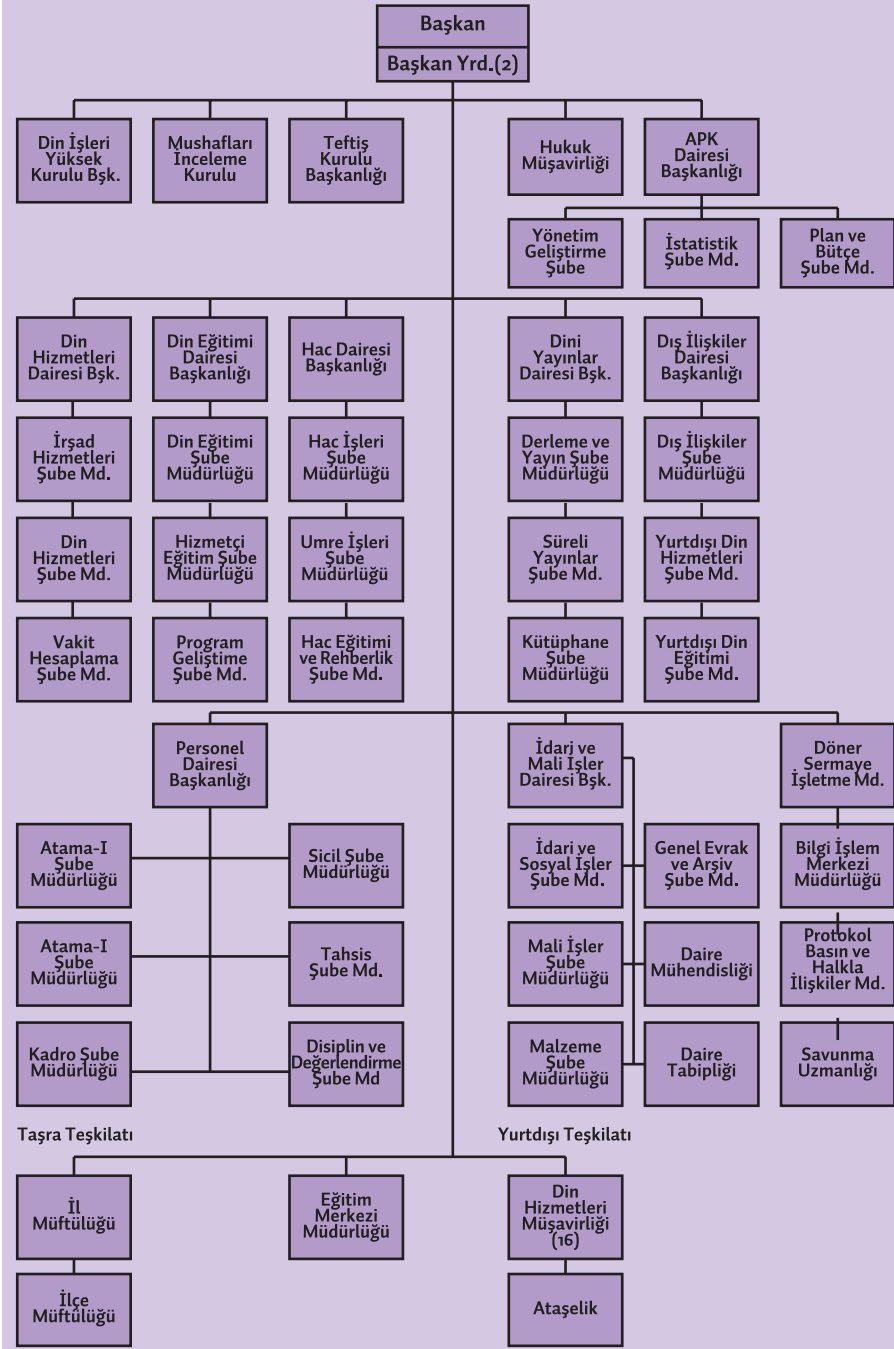 Başkan
Başkan Yrd.(2)
Din İşleri
Yüksek
Kurulu Bşk.
Mushafları
İnceleme
Kurulu
Teftiş
Kurulu
Başkanlığı
Hukuk
Müşavirliği
APK
Dairesi
Başkanlığı
Yönetim
Geliştirme
Şube
İstatistik
Şube Md.
Plan ve
Bütçe
Şube Md.
Din
Hizmetleri
Dairesi Bşk.
Din Eğitimi
Dairesi
Başkanlığı
Hac Dairesi
Başkanlığı
Dini
Yayınlar
Dairesi Bşk.
Dış İlişkiler
Dairesi
Başkanlığı
İrşad
Hizmetleri
Şube Md.
Din Eğitimi
Şube
Müdürlüğü
Hac İşleri
Şube
Müdürlüğü
Derleme ve
Yayın Şube
Müdürlüğü
Dış İlişkiler
Şube
Müdürlüğü
Din
Hizmetleri
Şube Md.
Hizmetçi
Eğitim Şube
Müdürlüğü
Umre İşleri
Şube
Müdürlüğü
Süreli
Yayınlar
Şube Md.
Yurtdışı Din
Hizmetleri
Şube Md.
Vakit
Hesaplama
Şube Md.
Program
Geliştime
Şube Md.
Hac Eğitimi
ve Rehberlik
Şube Md.
Kütüphane
Şube
Müdürlüğü
Yurtdışı Din
Eğitimi
Şube Md.
Personel
Dairesi
Başkanlığı
İdari ve
Mali İşler
Dairesi Bşk.
Döner
Sermaye
İşletme Md.
Atama-I
Şube
Müdürlüğü
Sicil Şube
Müdürlüğü
İdari ve
Sosyal İşler
Şube Md.
Genel Evrak
ve Arşiv
Şube Md.
Bilgi İşlem
Merkezi
Müdürlüğü
Atama-I
Şube
Müdürlüğü
Tahsis
Şube Md.
Mali İşler
Şube
Müdürlüğü
Daire
Mühendisliği
Protokol
Basın ve
Halkla
İlişkiler Md.
Kadro Şube
Müdürlüğü
Disiplin ve
Değerlendirme
Şube Md
Malzeme
Şube
Müdürlüğü
Daire
Tabipliği
Savunma
Uzmanlığı
Taşra Teşkilatı
Yurtdışı Teşkilatı
İl
Müftülüğü
Eğitim
Merkezi
Müdürlüğü
Din
Hizmetleri
Müşavirliği
(16)
İlçe
Müftülüğü
Ataşelik